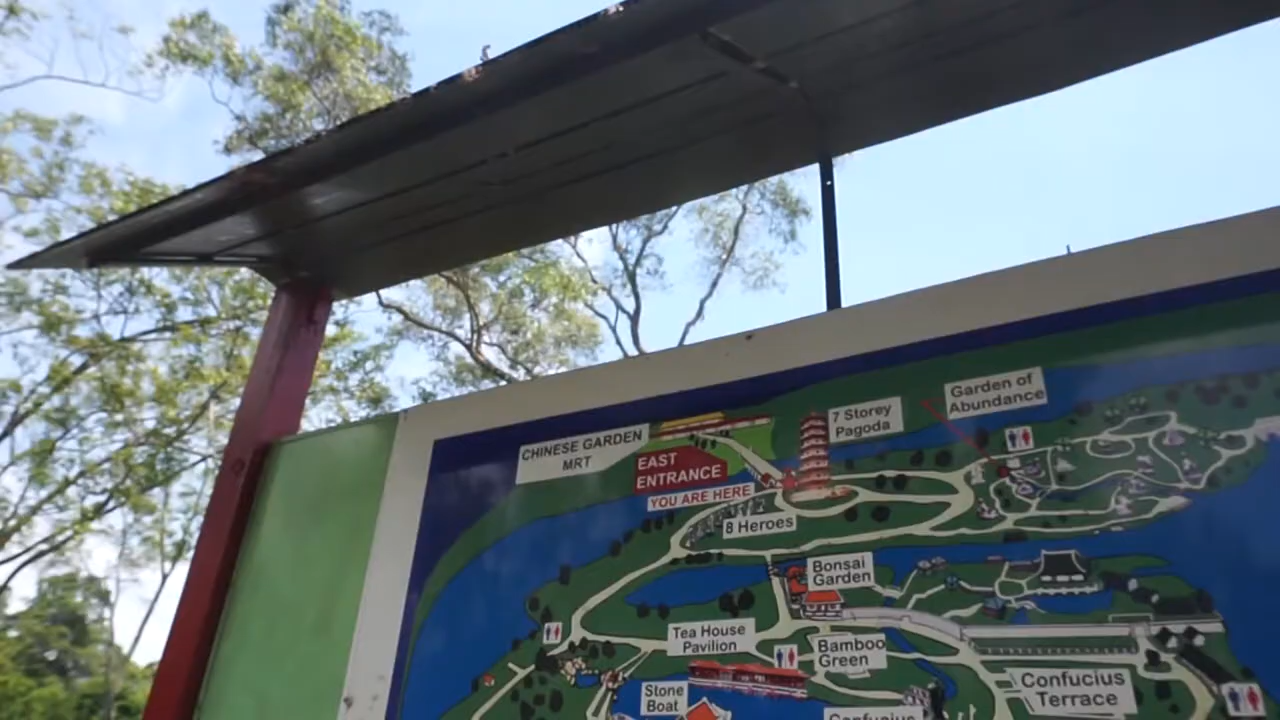 Garden of
Abundance
7 Storey
Pagoda
CHINESE GARDEN
MRT
EAST
ENTRANCE
YOU ARE HERE
8 Heroes
Bonsai
Garden
Tea House
Pavilion
Bamboo
Green
Stone
Boat
Confucius
Terrace
Confucius